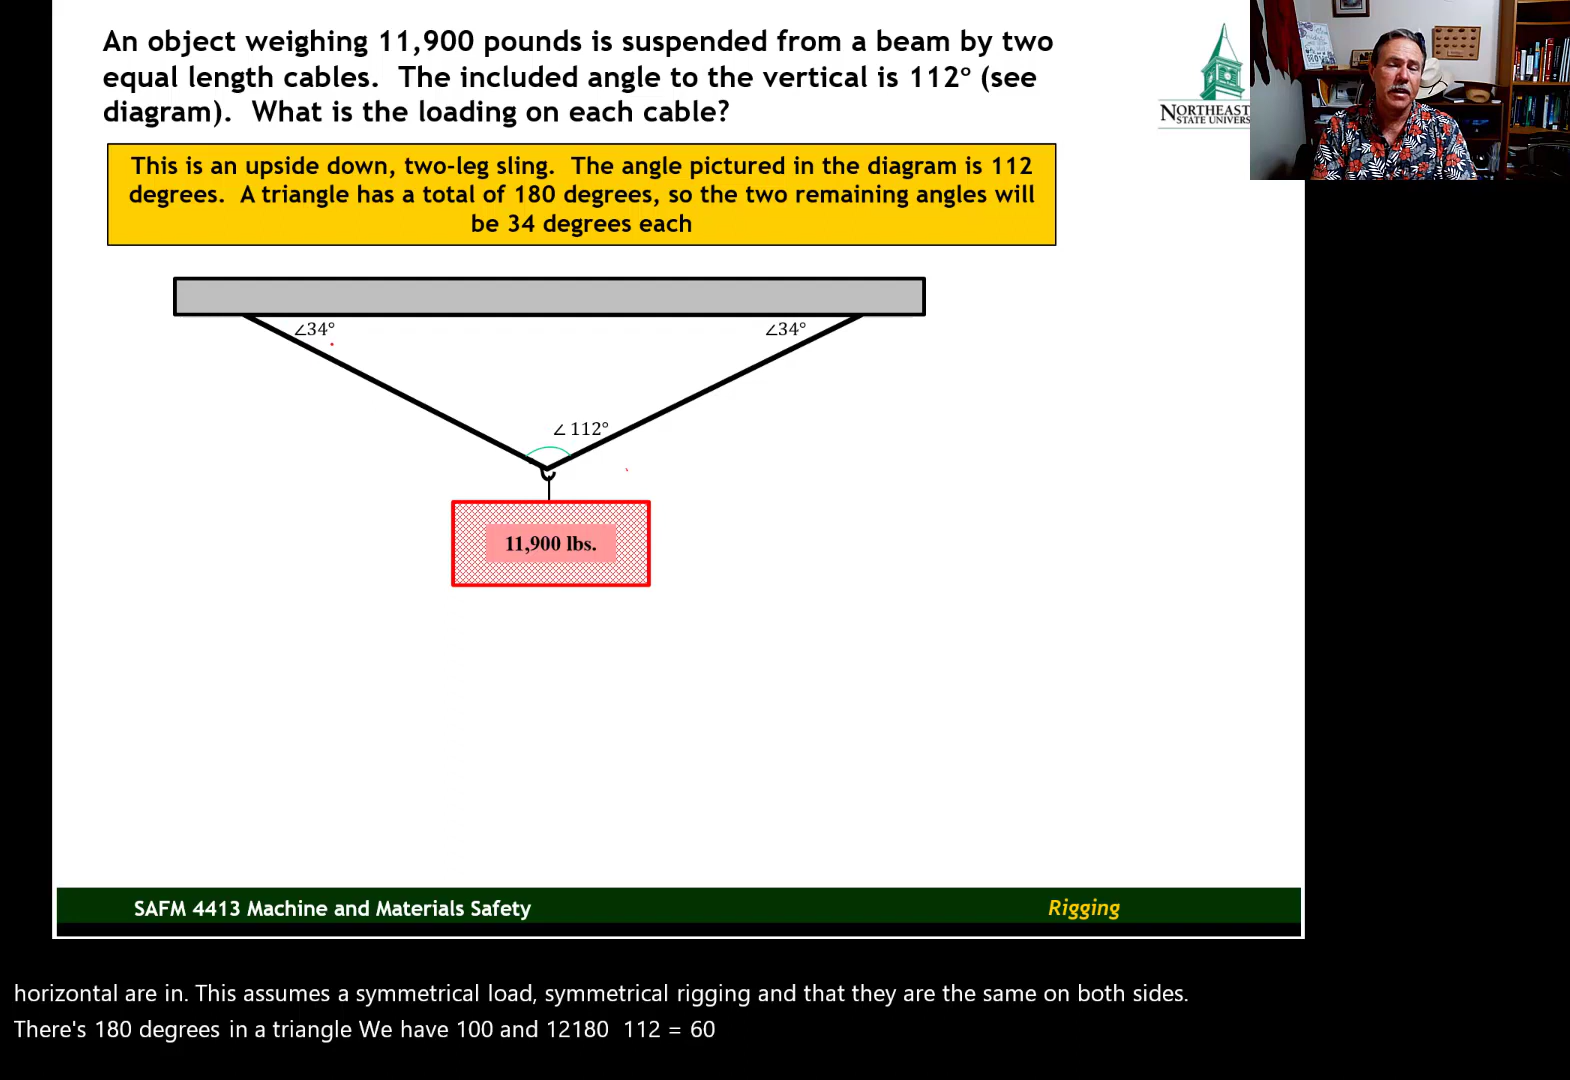 An object weighing 11,900 pounds is suspended from a beam by two
equal length cables.  The included angle to the vertical is 112° (see
diagram).  What is the loading on each cable?
NORTHEAST
STATE UNIVERS
This is an upside down, two-leg sling.  The angle pictured in the diagram is 112
degrees.  A triangle has a total of 180 degrees, so the two remaining angles will
be 34 degrees each
∠34°
∠34°
∠ 112°
11,900 lbs.
SAFM 4413 Machine and Materials Safety
Rigging
horizontal are in. This assumes a symmetrical load, symmetrical rigging and that they are the same on both sides.
There's 180 degrees in a triangle We have 100 and 12180  112 = 60